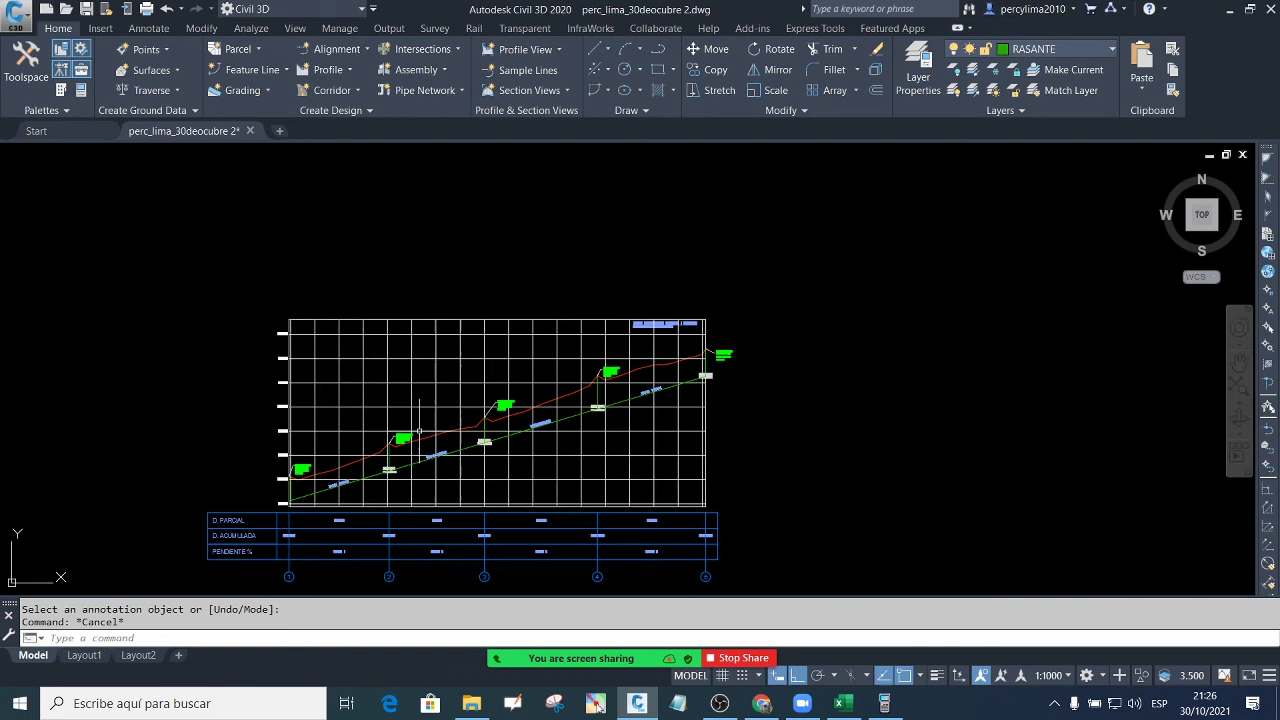 Civil 3D
Autodesk Civil 3D   perc_lima_30deocubre 2.dwg
Type a keyword or phrase
percylima2010
C3D
Home Insert Annotate Modify Analyze View Manage Output Survey Rail Transparent InfraWorks Collaborate Help Add-ins Express Tools Featured Apps
Toolspace
Points
Surfaces
Traverse
Parcel
Feature Line
Grading
Alignment
Profile
Corridor
Intersections
Assembly
Pipe Network
Profile View
Sample Lines
Section Views
Move
Copy
Stretch
Rotate
Mirror
Scale
Trim
Fillet
Array
Layer
Properties
RASANTE
Make Current
Match Layer
Paste
Palettes
Create Ground Data
Create Design
Profile & Section Views
Draw
Modify
Layers
Clipboard
Start
perc_lima_30deocubre 2*
N
W TOP E
S
WCS
D. PARCIAL
D. ACUMULADA
PENDENTE %
1 2 3 4 5
Y
X
Select an annotation object or [Undo/Mode]:
Command: *Cancel*
Type a command
Model Layout1 Layout2 +
You are screen sharing
Stop Share
MODEL
1:1000
3.500
Escribe aquí para buscar
ESP
21:26
30/10/2021